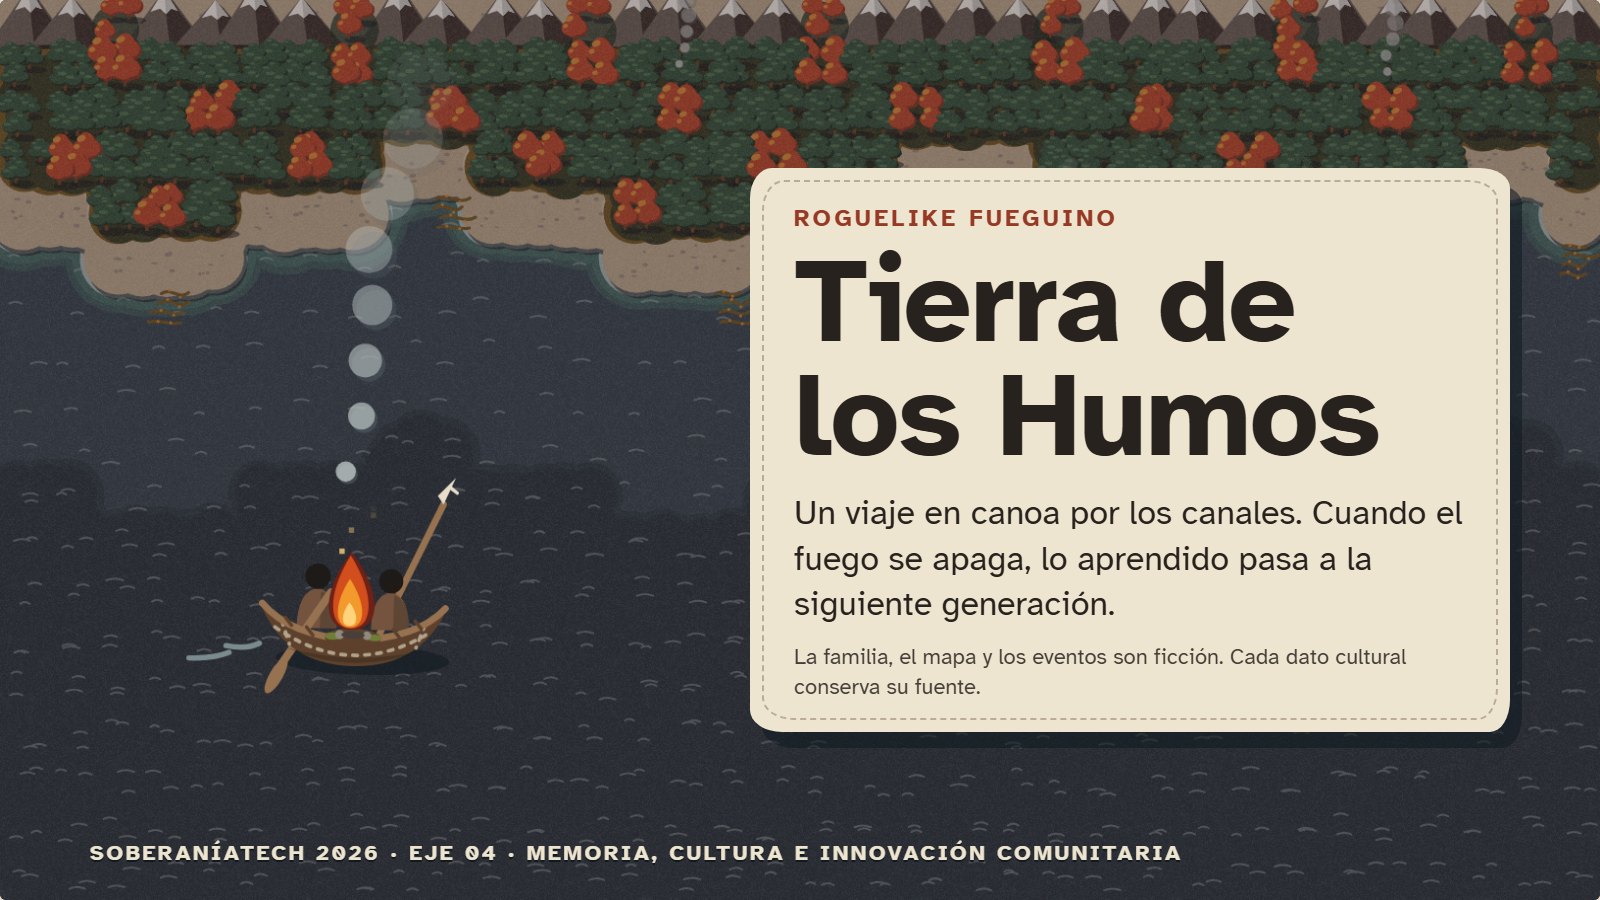 ROGUELIKE FUEGUINO
Tierra de
los Humos
Un viaje en canoa por los canales. Cuando el
fuego se apaga, lo aprendido pasa a la
siguiente generación.
La familia, el mapa y los eventos son ficción. Cada dato cultural
conserva su fuente.
SOBERANÍATECH 2026 · EJE 04 · MEMORIA, CULTURA E INNOVACIÓN COMUNITARIA